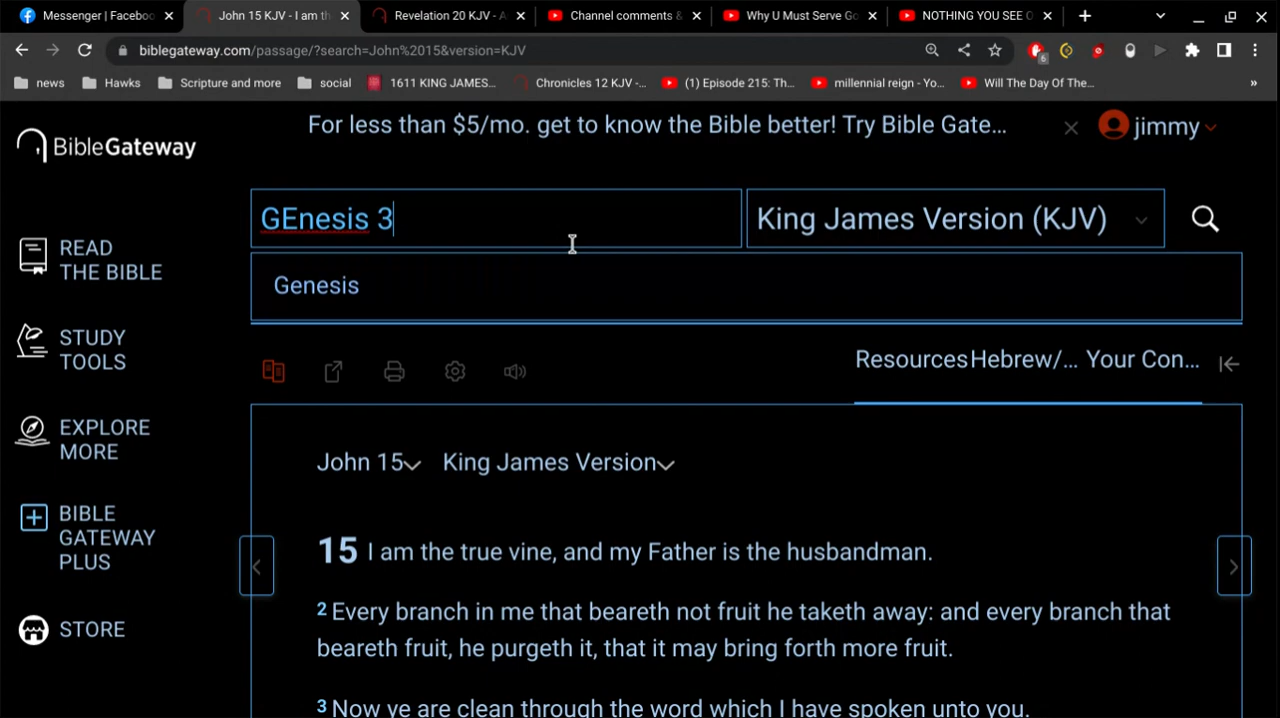 Messenger | Faceboo
John 15 KJV - I am th
Revelation 20 KJV - A
Channel comments &
Why U Must Serve Go
NOTHING YOU SEE O
biblegateway.com/passage/?search=John%2015&version=KJV
6
news
Hawks
Scripture and more
social
1611 KING JAMES...
Chronicles 12 KJV -...
(1) Episode 215: Th...
millennial reign - Yo...
Will The Day Of The...
»
For less than $5/mo. get to know the Bible better! Try Bible Gate...
jimmy
BibleGateway
GEnesis 3
King James Version (KJV)
Genesis
READ
THE BIBLE
STUDY
TOOLS
EXPLORE
MORE
BIBLE
GATEWAY
PLUS
STORE
Resources
Hebrew/...
Your Con...
John 15
King James Version
15 I am the true vine, and my Father is the husbandman.
2 Every branch in me that beareth not fruit he taketh away: and every branch that
beareth fruit, he purgeth it, that it may bring forth more fruit.
3 Now ye are clean through the word which I have spoken unto you.